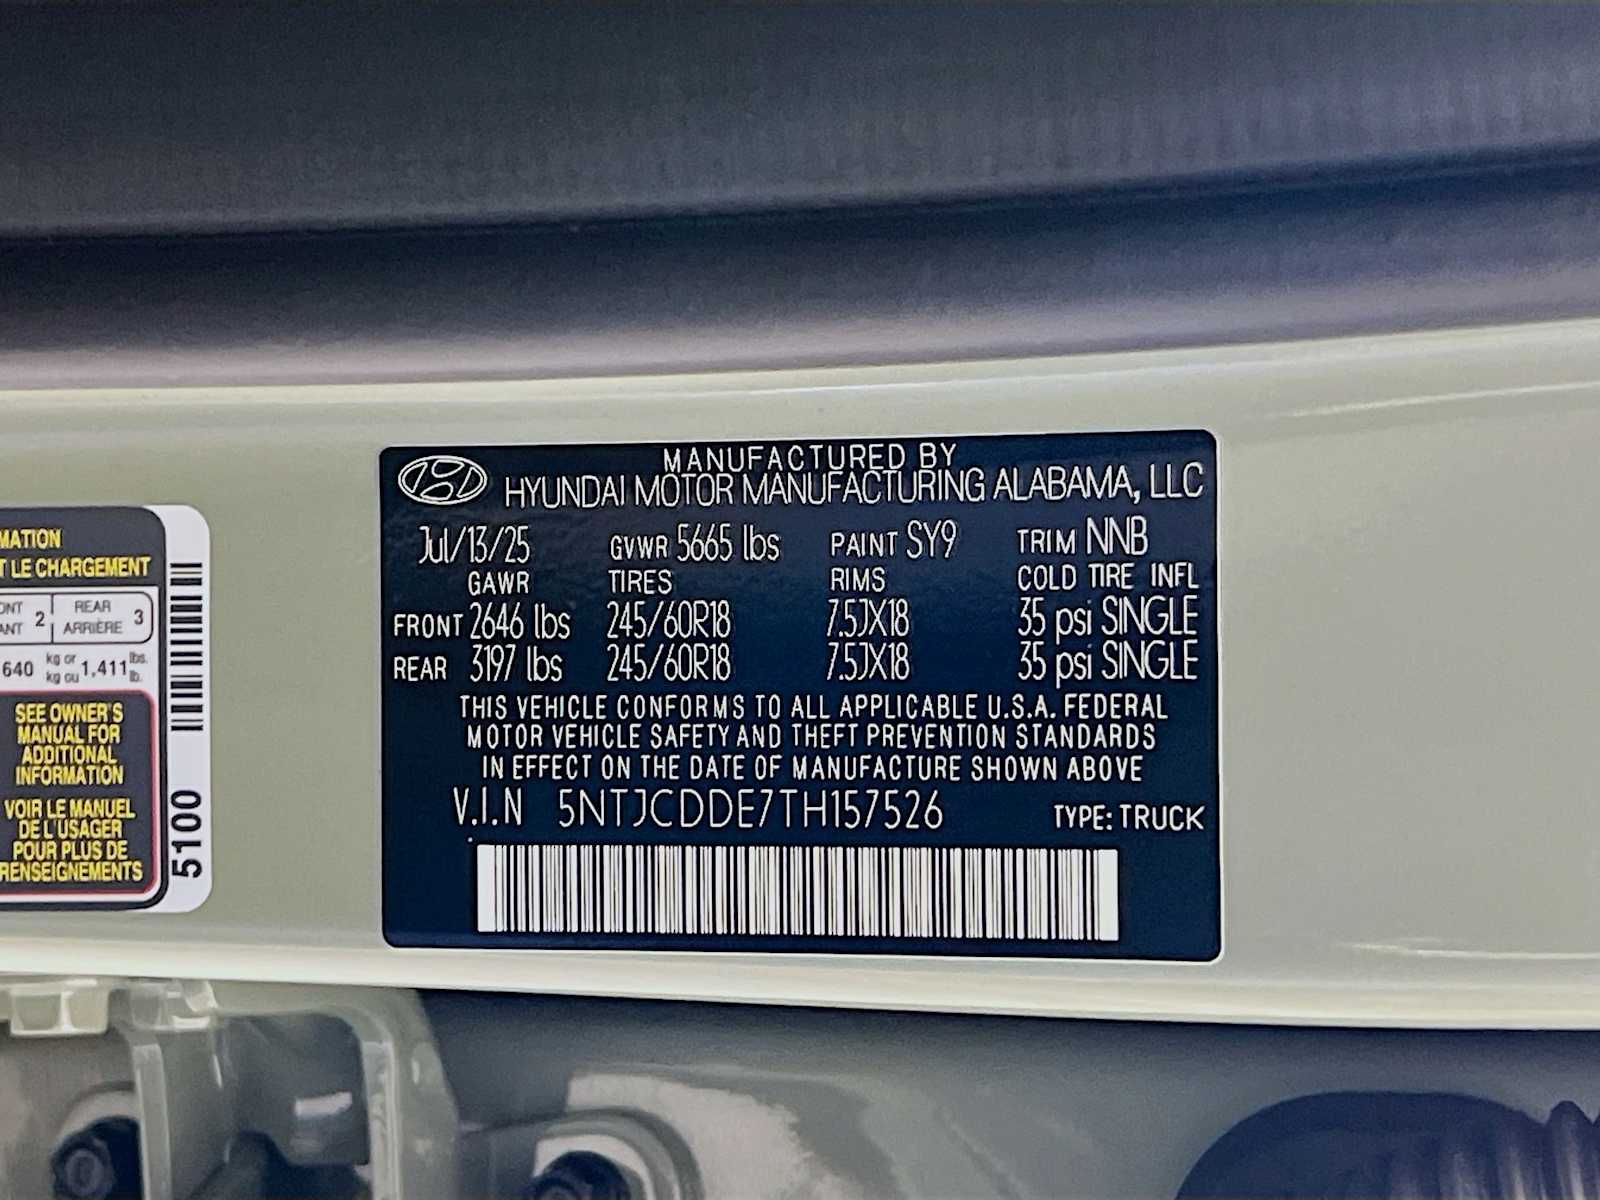 MANUFACTURED BY
HYUNDAI MOTOR MANUFACTURING ALABAMA, LLC
Jul/13/25 GVWR 5665 lbs PAINT SY9 TRIM NNB
GAWR TIRES RIMS COLD TIRE INFL
FRONT 2646 lbs 245/60R18 7.5JX18 35 psi SINGLE
REAR 3197 lbs 245/60R18 7.5JX18 35 psi SINGLE
THIS VEHICLE CONFORMS TO ALL APPLICABLE U.S.A. FEDERAL
MOTOR VEHICLE SAFETY AND THEFT PREVENTION STANDARDS
IN EFFECT ON THE DATE OF MANUFACTURE SHOWN ABOVE
V.I.N 5NTJCDDE7TH157526 TYPE: TRUCK
MATION
T LE CHARGEMENT
ONT 2 REAR 3
ANT ARRIÈRE
640 kg or 1,411 lbs.
kg ou lb.
SEE OWNER'S
MANUAL FOR
ADDITIONAL
INFORMATION
VOIR LE MANUEL
DE L'USAGER
POUR PLUS DE
RENSEIGNEMENTS
5100